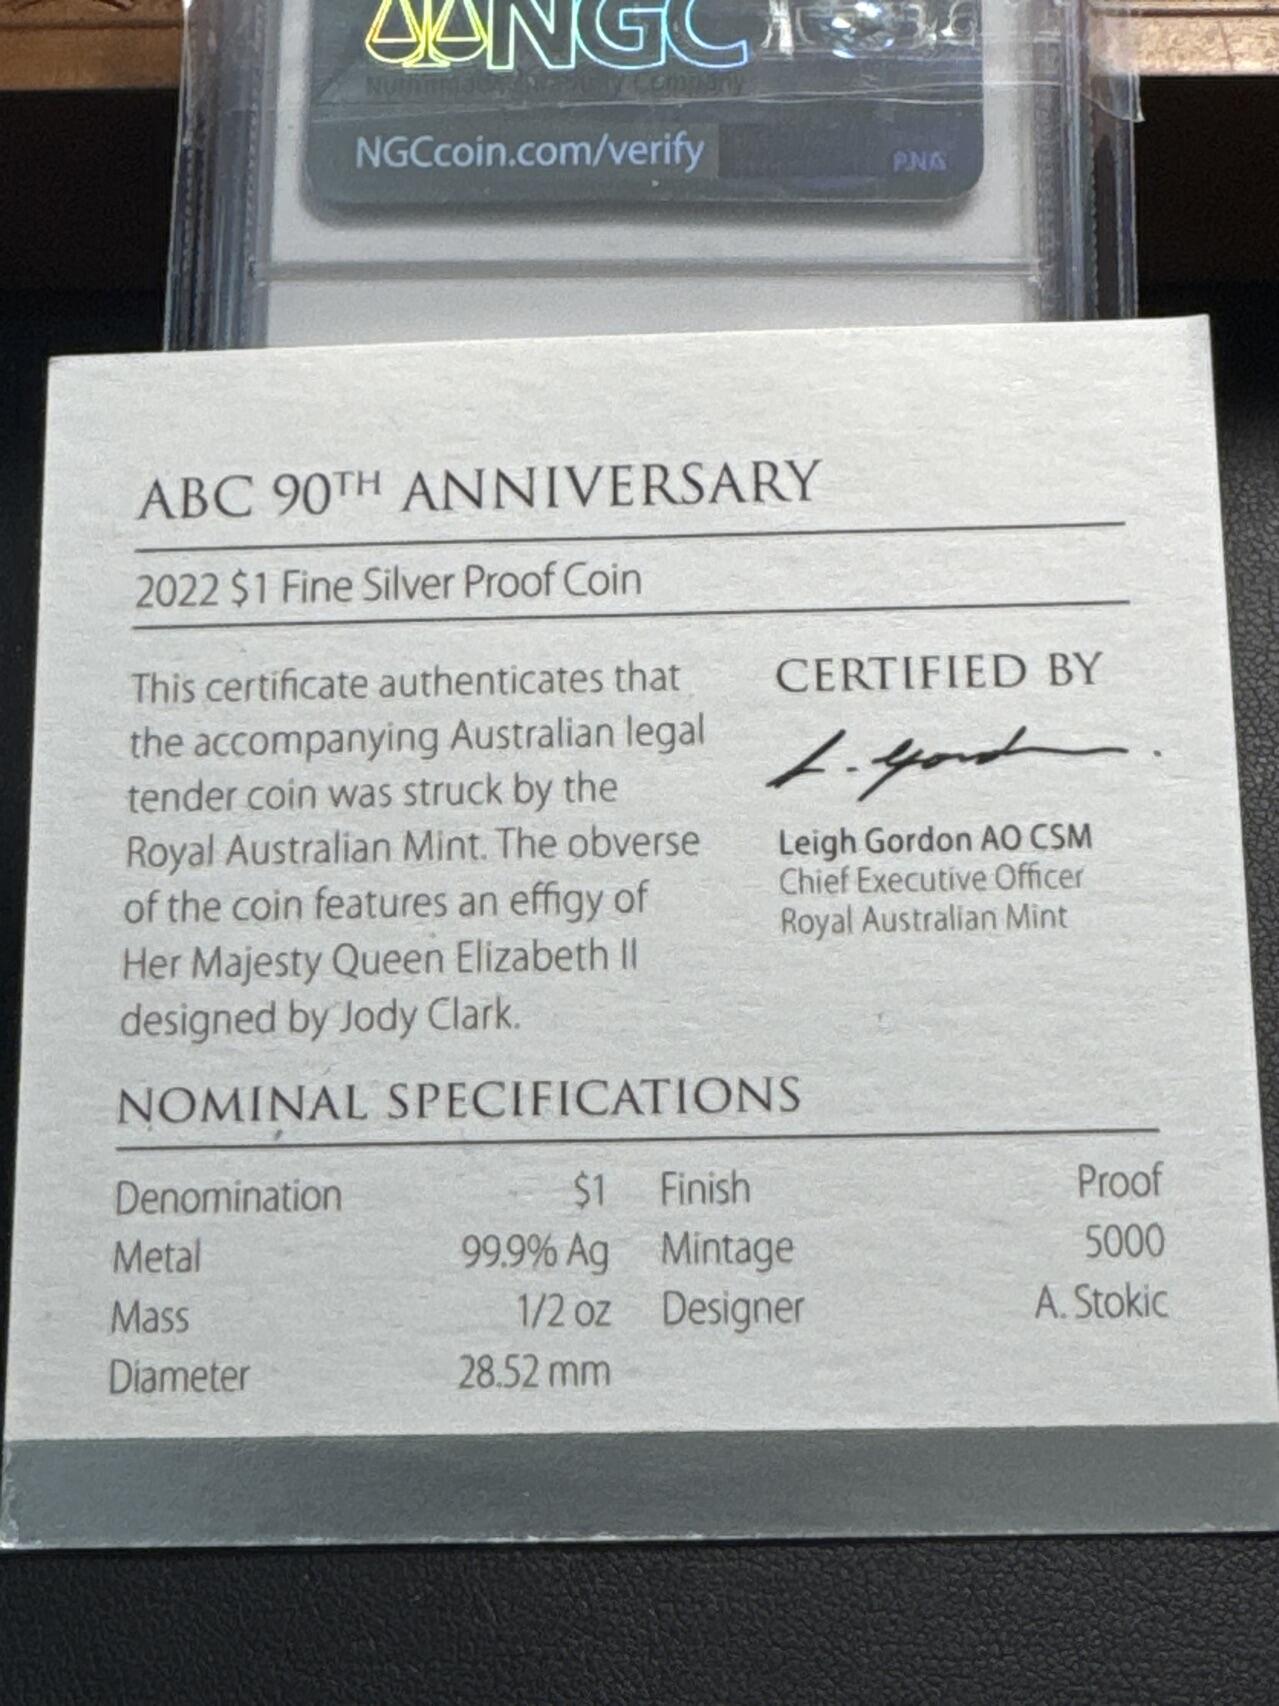 NGC
NGCcoin.com/verify
PNG
ABC 90TH ANNIVERSARY
2022 $1 Fine Silver Proof Coin
This certificate authenticates that
the accompanying Australian legal
tender coin was struck by the
Royal Australian Mint. The obverse
of the coin features an effigy of
Her Majesty Queen Elizabeth II
designed by Jody Clark.
CERTIFIED BY
L. Gordon
Leigh Gordon AO CSM
Chief Executive Officer
Royal Australian Mint
NOMINAL SPECIFICATIONS
Denomination $1 Finish Proof
Metal 99.9% Ag Mintage 5000
Mass 1/2 oz Designer A. Stokic
Diameter 28.52 mm